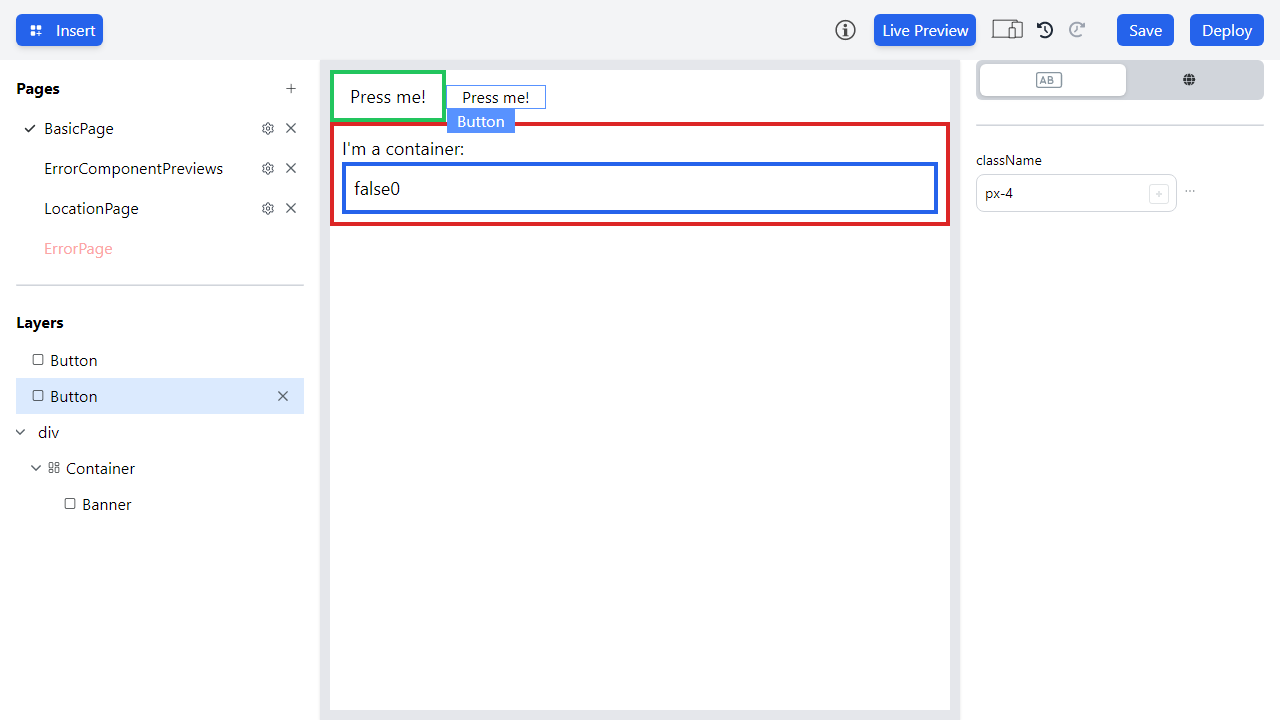 Insert
Live Preview
Save
Deploy
Pages
BasicPage
ErrorComponentPreviews
LocationPage
ErrorPage
Layers
Button
Button
div
Container
Banner
Press me!
Press me!
Button
I'm a container:
false0
AB
className
px-4